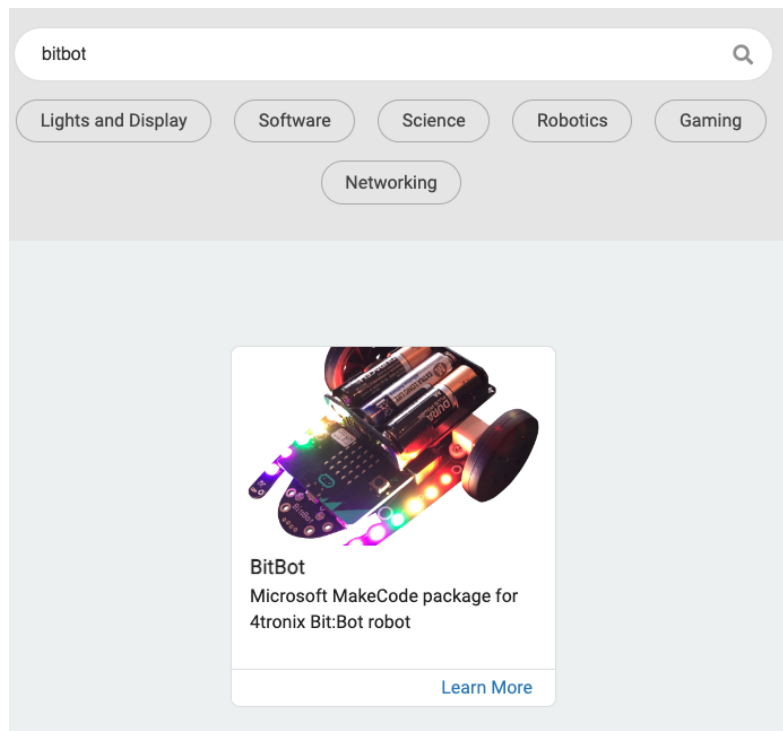 bitbot
Lights and Display
Software
Science
Robotics
Gaming
Networking
BitBot
BitBot
Microsoft MakeCode package for
4tronix Bit:Bot robot
Learn More